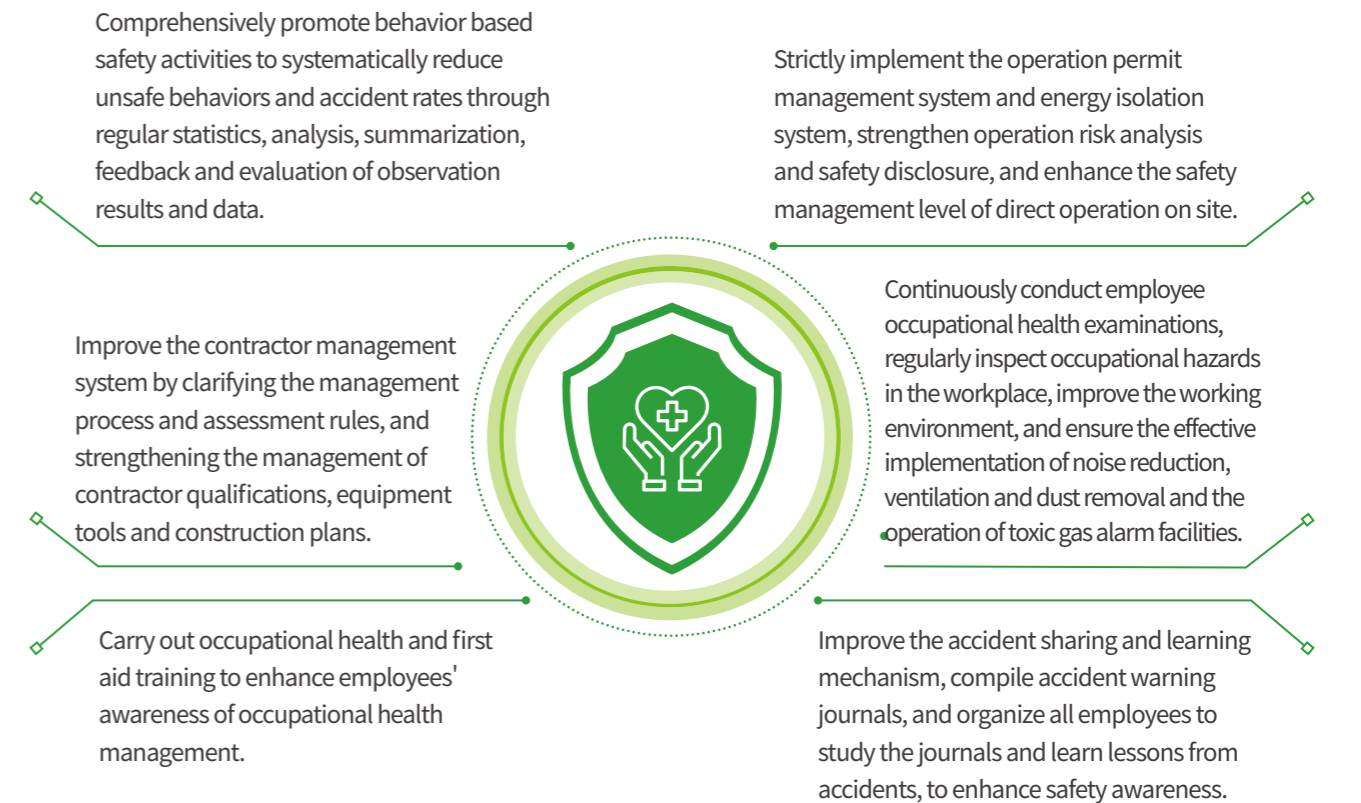 Comprehensively promote behavior based
safety activities to systematically reduce
unsafe behaviors and accident rates through
regular statistics, analysis, summarization,
feedback and evaluation of observation
results and data.
Strictly implement the operation permit
management system and energy isolation
system, strengthen operation risk analysis
and safety disclosure, and enhance the safety
management level of direct operation on site.
Improve the contractor management
system by clarifying the management
process and assessment rules, and
strengthening the management of
contractor qualifications, equipment
tools and construction plans.
Continuously conduct employee
occupational health examinations,
regularly inspect occupational hazards
in the workplace, improve the working
environment, and ensure the effective
implementation of noise reduction,
ventilation and dust removal and the
operation of toxic gas alarm facilities.
Carry out occupational health and first
aid training to enhance employees'
awareness of occupational health
management.
Improve the accident sharing and learning
mechanism, compile accident warning
journals, and organize all employees to
study the journals and learn lessons from
accidents, to enhance safety awareness.